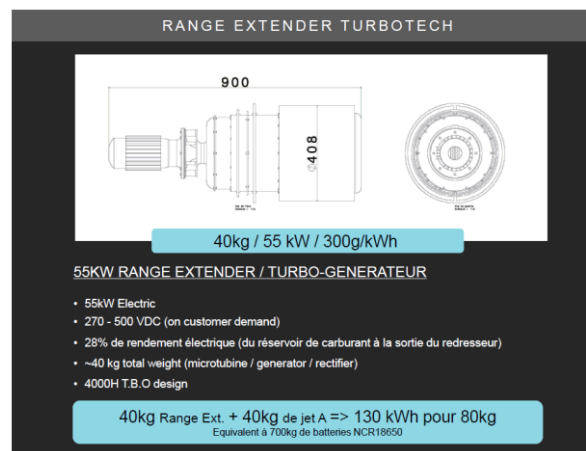 RANGE EXTENDER TURBOTECH
900
408
40kg / 55 kW / 300g/kWh
55KW RANGE EXTENDER / TURBO-GENERATEUR
• 55kW Electric
• 270 - 500 VDC (on customer demand)
• 28% de rendement électrique (du réservoir de carburant à la sortie du redresseur)
• ~40 kg total weight (microtubine / generator / rectifier)
• 4000H T.B.O design
40kg Range Ext. + 40kg de jet A => 130 kWh pour 80kg
Equivalent à 700kg de batteries NCR18650